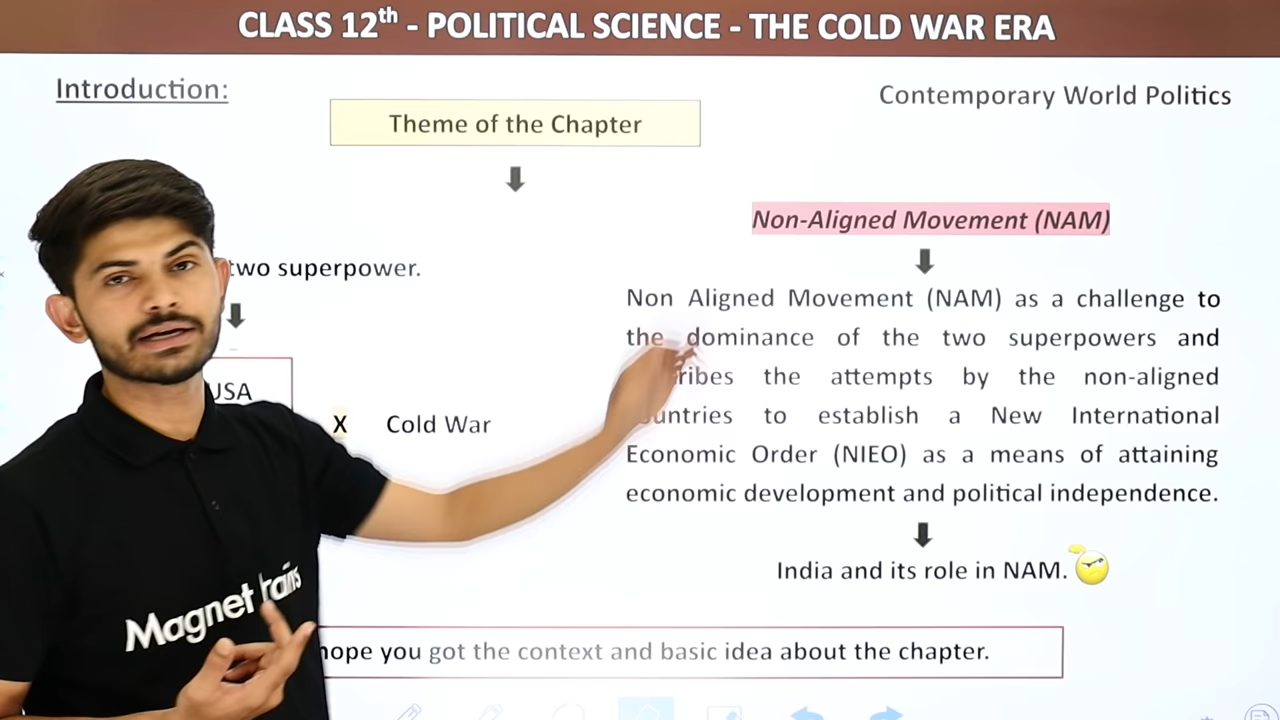 CLASS 12th - POLITICAL SCIENCE - THE COLD WAR ERA
Introduction:
Contemporary World Politics
Theme of the Chapter
Non-Aligned Movement (NAM)
two superpower.
Non Aligned Movement (NAM) as a challenge to
the dominance of the two superpowers and
the attempts by the non-aligned
to establish a New International
Economic Order (NIEO) as a means of attaining
economic development and political independence.
USA
X Cold War
India and its role in NAM.
hope you got the context and basic idea about the chapter.
Magnet